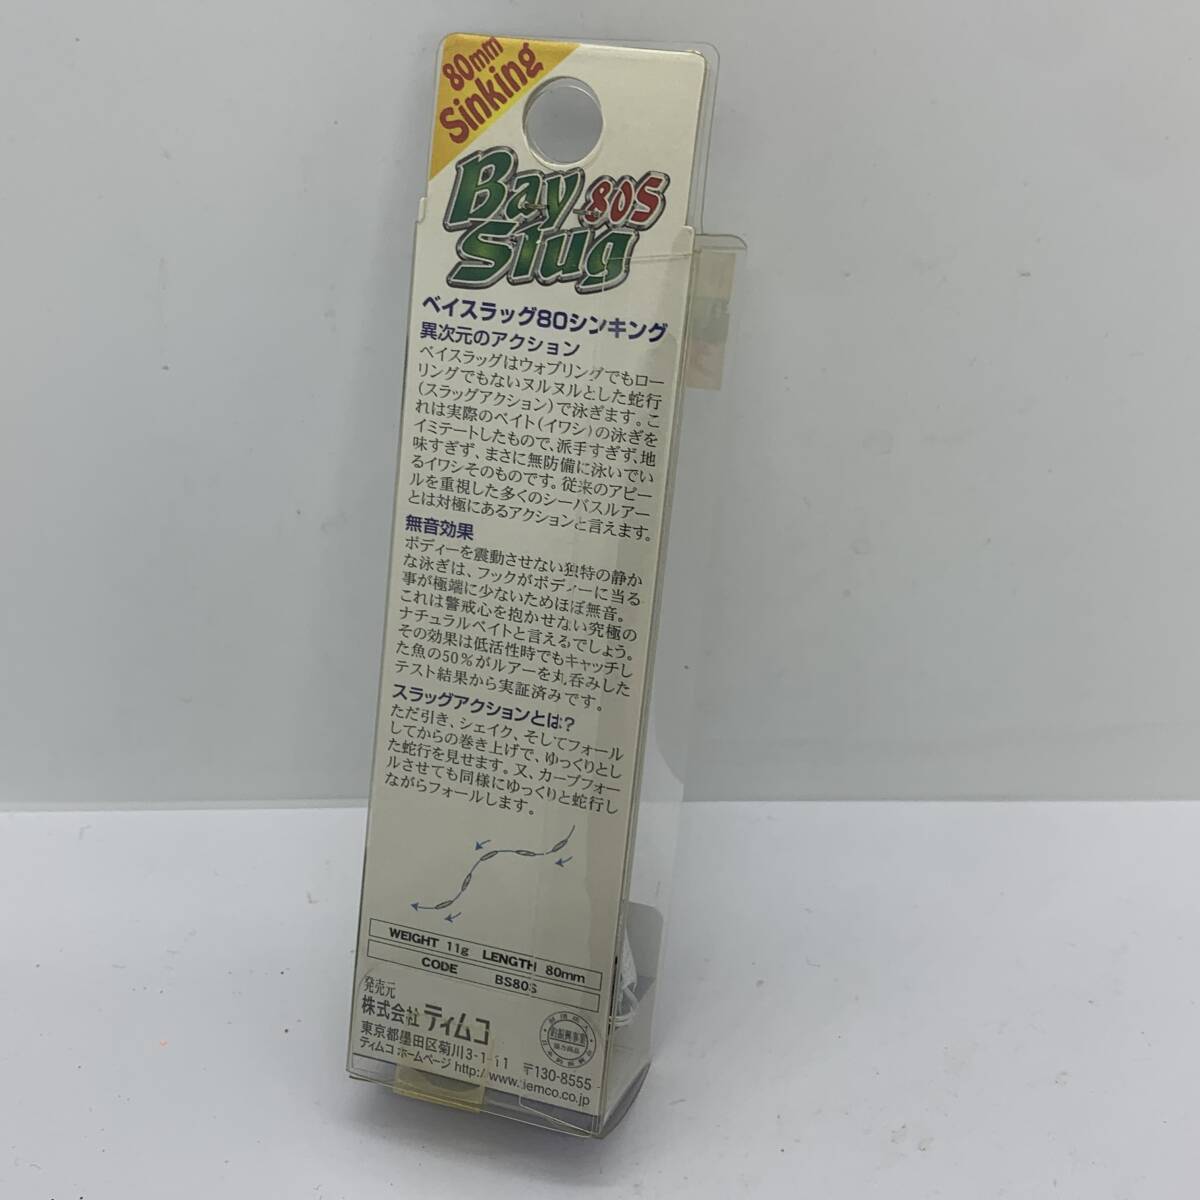 80mm
Sinking
Bay 80S
Slug
ベイスラッグ80シンキング
異次元のアクション
ベイスラッグはウォブリングでもロー
リングでもないヌルヌルとした蛇行
(スラッグアクション)で泳ぎます。こ
れは実際のベイト(イワシ)の泳ぎを
イミテートしたもので、派手すぎず、地
味すぎず、まさに無防備に泳いでい
るイワシそのものです。従来のアピー
ルを重視した多くのシーバスルアー
とは対極にあるアクションと言えます。
無音効果
ボディーを震動させない独特の静か
な泳ぎは、フックがボディーに当る
事が極端に少ないためほぼ無音。
これは警戒心を抱かせない究極の
ナチュラルベイトと言えるでしょう。
その効果は低活性時でもキャッチし
た魚の50%がルアーを丸呑みした
テスト結果から実証済みです。
スラッグアクションとは?
ただ引き、シェイク、そしてフォール
してからの巻き上げで、ゆっくりとし
た蛇行を見せます。又、カーブフォー
ルさせても同様にゆっくりと蛇行し
ながらフォールします。
WEIGHT 11g LENGTH 80mm
CODE BS80S
発売元
株式会社ティムコ
東京都墨田区菊川3-1-11 〒130-8555
ティムコ ホームページ http://www.tiemco.co.jp